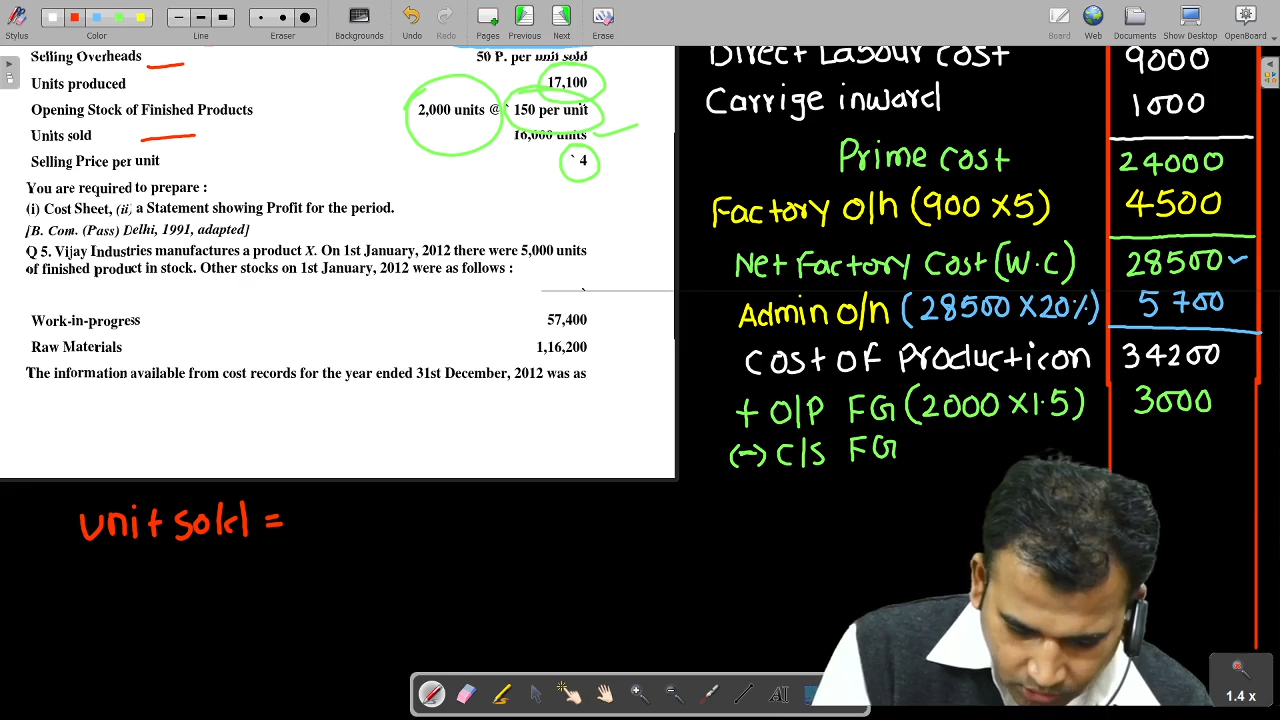 Stylus
Color
Line
Eraser
Backgrounds
Undo
Redo
Pages
Previous
Next
Erase
Board
Web
Documents
Show Desktop
OpenBoard
Selling Overheads 50 P. per unit sold
Units produced 17,100
Opening Stock of Finished Products 2,000 units @ ` 150 per unit
Units sold 16,000 units
Selling Price per unit ` 4
You are required to prepare :
(i) Cost Sheet, (ii) a Statement showing Profit for the period.
[B. Com. (Pass) Delhi, 1991, adapted]
Q 5. Vijay Industries manufactures a product X. On 1st January, 2012 there were 5,000 units
of finished product in stock. Other stocks on 1st January, 2012 were as follows :
`
Work-in-progress 57,400
Raw Materials 1,16,200
The information available from cost records for the year ended 31st December, 2012 was as
Direct Labour cost 9000
Carrige inward 1000
Prime cost 24000
Factory o/h (900 X 5) 4500
Net Factory Cost (W.C) 28500
Admin o/h (28500 X 20%) 5700
Cost of Producticon 34200
+ O/P FG (2000 X 1.5) 3000
(-) C/S FG
unit sold =
AI
1.4 x